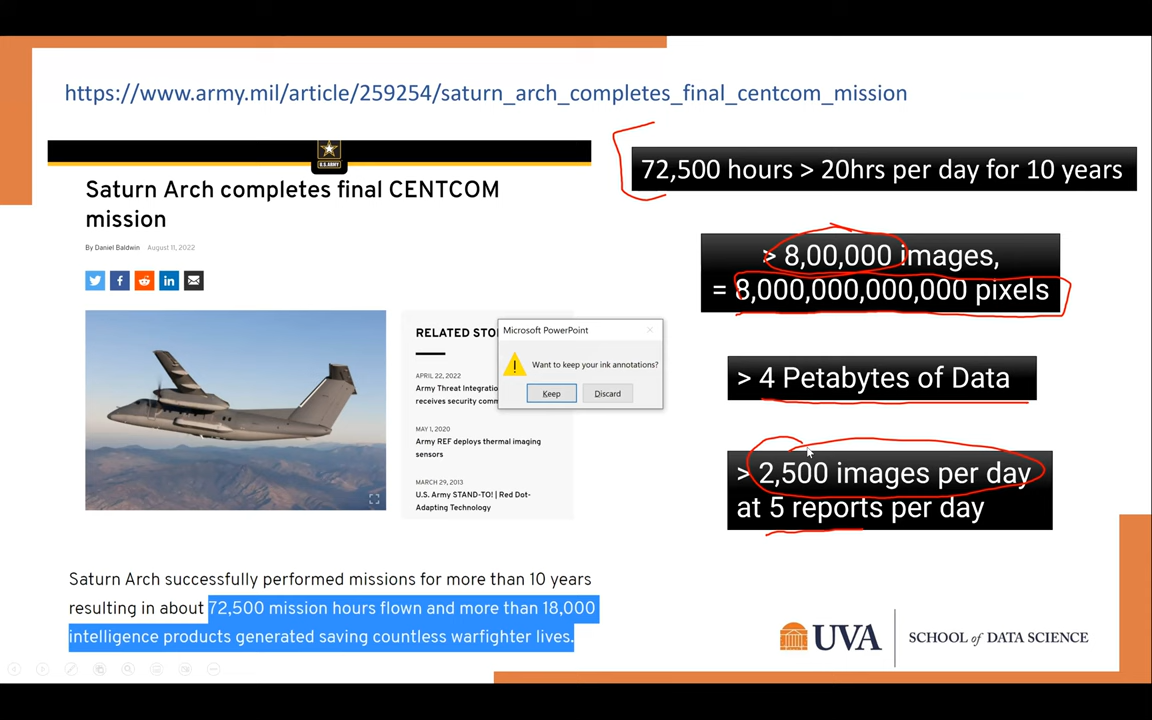 https://www.army.mil/article/259254/saturn_arch_completes_final_centcom_mission
U.S.ARMY
Saturn Arch completes final CENTCOM
mission
By Daniel Baldwin August 11, 2022
RELATED STO
APRIL 22, 2022
Army Threat Integratio
receives security comm
MAY 1, 2020
Army REF deploys thermal imaging
sensors
MARCH 29, 2013
U.S. Army STAND-TO! | Red Dot-
Adapting Technology
Microsoft PowerPoint
Want to keep your ink annotations?
Keep Discard
72,500 hours > 20hrs per day for 10 years
> 8,00,000 images,
= 8,000,000,000,000 pixels
> 4 Petabytes of Data
> 2,500 images per day
at 5 reports per day
Saturn Arch successfully performed missions for more than 10 years
resulting in about 72,500 mission hours flown and more than 18,000
intelligence products generated saving countless warfighter lives.
UVA SCHOOL of DATA SCIENCE